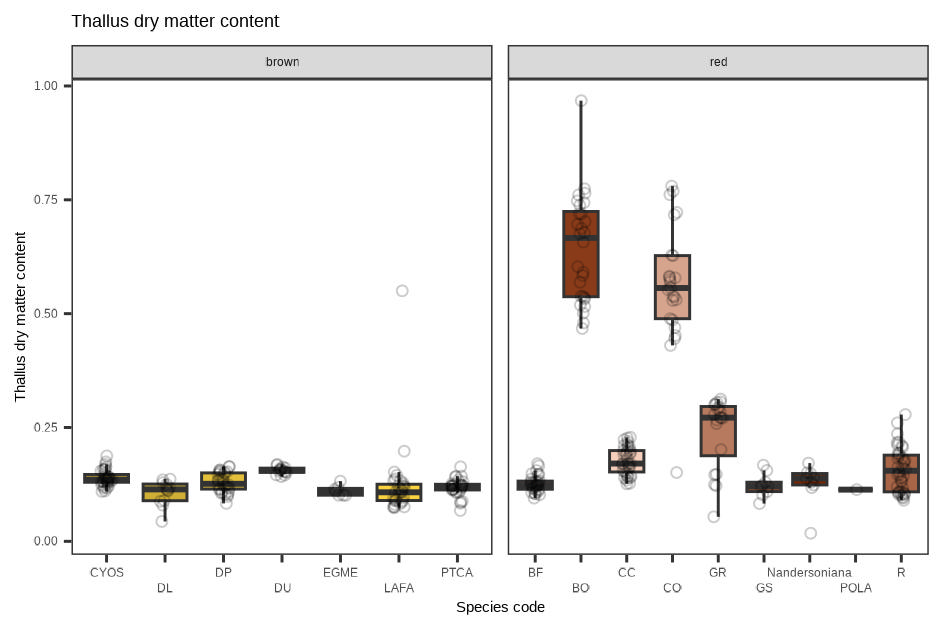 Thallus dry matter content
brown
red
Thallus dry matter content
1.00
0.75
0.50
0.25
0.00
CYOS DP EGME PTCA BF CC GR Nandersoniana R
DL DU LAFA BO CO GS POLA
Species code